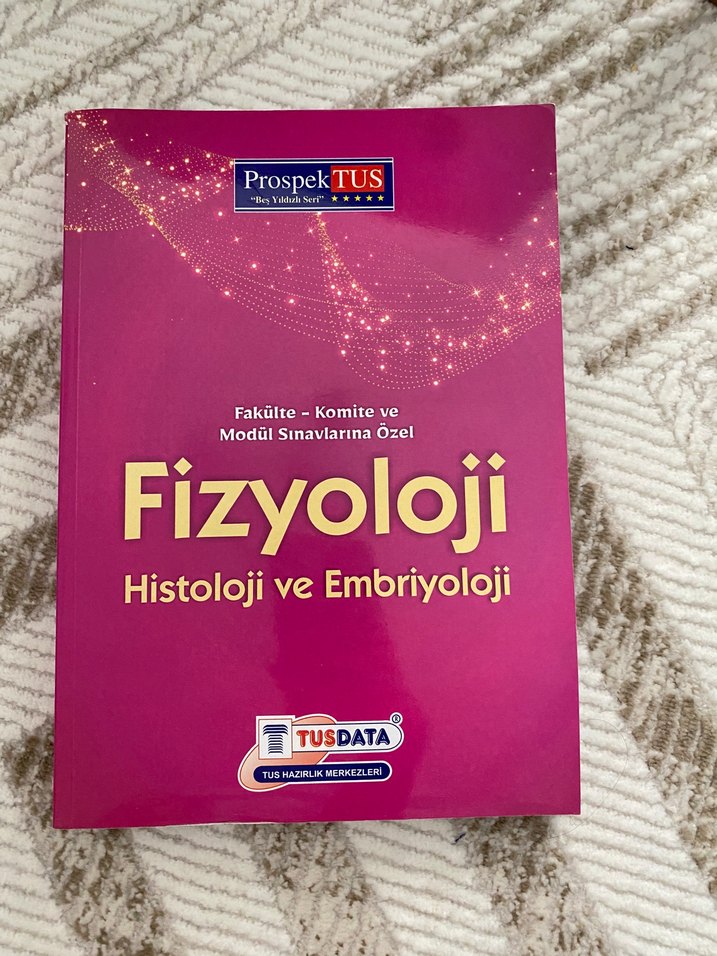 ProspekTUS
"Beş Yıldızlı Seri"
Fakülte - Komite ve
Modül Sınavlarına Özel
Fizyoloji
Histoloji ve Embriyoloji
TUSDATA®
TUS HAZIRLIK MERKEZLERİ